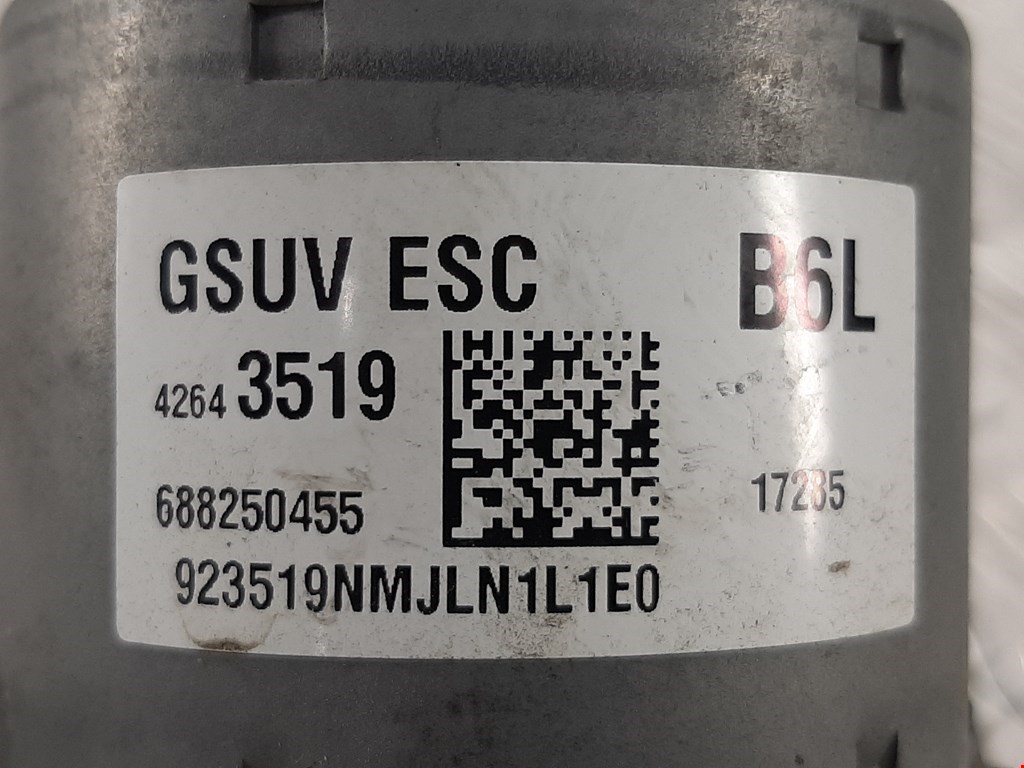 GSUV ESC
B6L
4264 3519
688250455
17285
923519NMJLN1L1E0